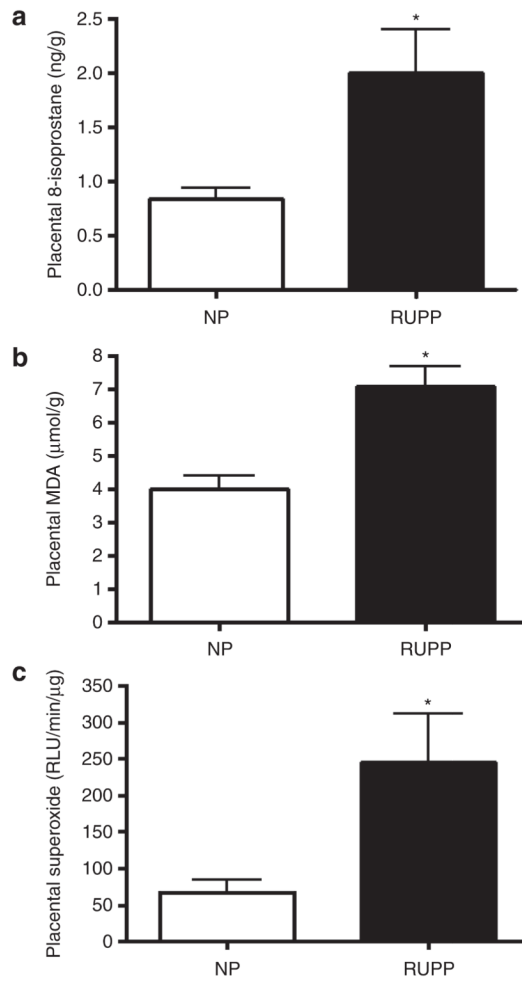 a
Placental 8-isoprostane (ng/g)
2.5
2.0
1.5
1.0
0.5
0.0
*
NP
RUPP
b
Placental MDA (μmol/g)
8
7
6
5
4
3
2
1
0
*
NP
RUPP
c
Placental superoxide (RLU/min/μg)
350
300
250
200
150
100
50
0
*
NP
RUPP